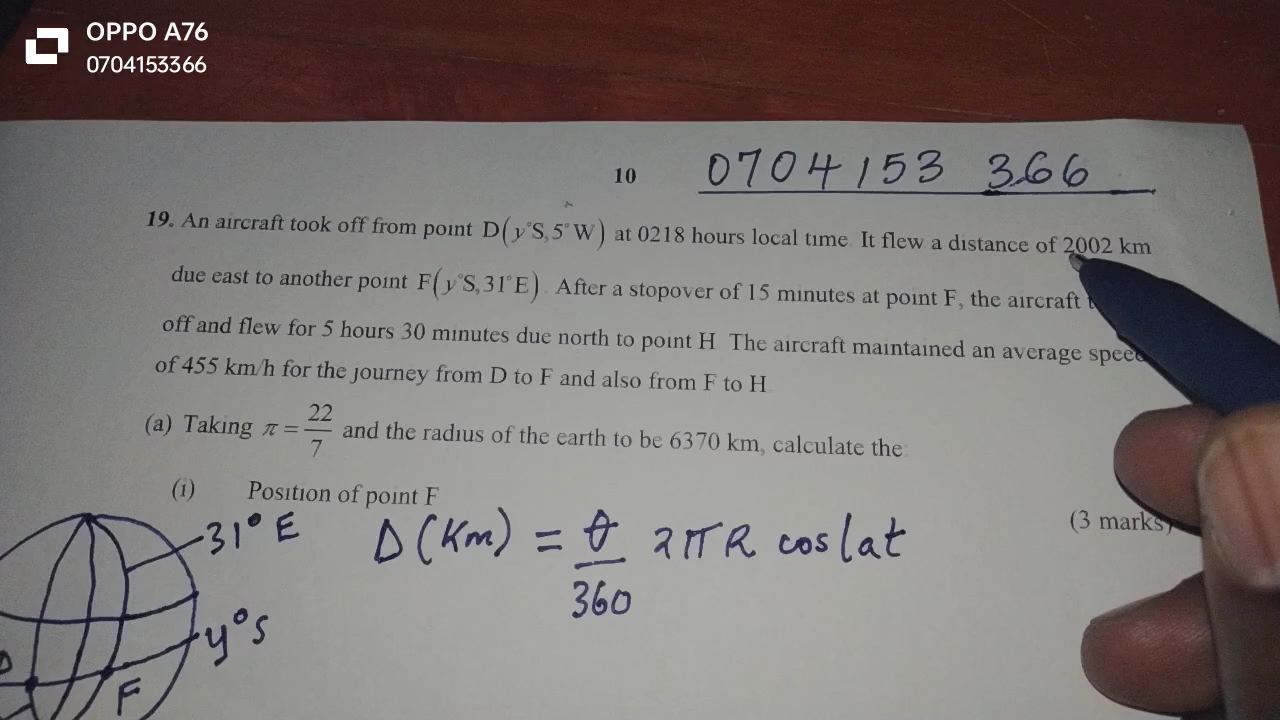 OPPO A76
0704153366
10 0704153 366
19. An aircraft took off from point D(y°S,5°W) at 0218 hours local time. It flew a distance of 2002 km
due east to another point F(y°S,31°E). After a stopover of 15 minutes at point F, the aircraft
off and flew for 5 hours 30 minutes due north to point H. The aircraft maintained an average speed
of 455 km/h for the journey from D to F and also from F to H
(a) Taking π = 22/7 and the radius of the earth to be 6370 km, calculate the:
(i) Position of point F
(3 marks)
31°E
D(Km) = θ/360 2πR coslat
y°S
D
F